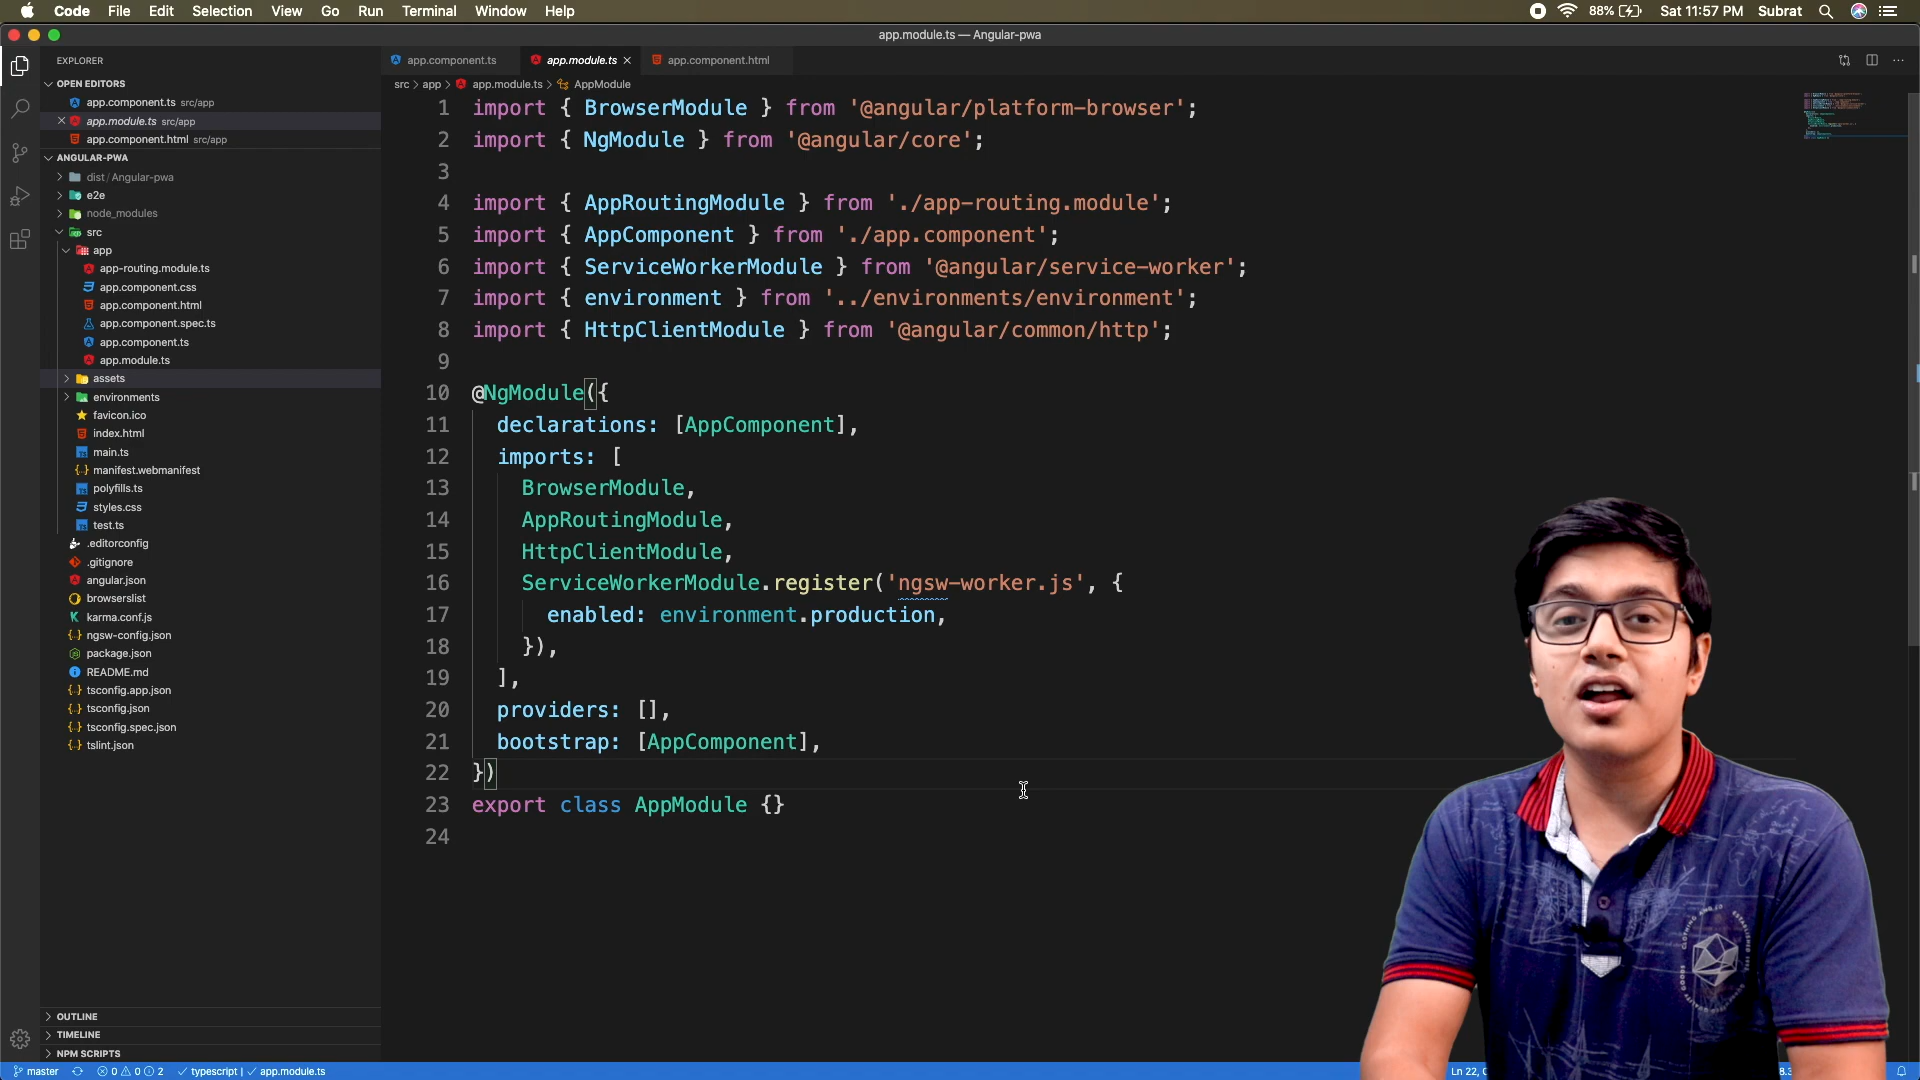 Code File Edit Selection View Go Run Terminal Window Help 88% Sat 11:57 PM Subrat
app.module.ts — Angular-pwa
EXPLORER
app.component.ts app.module.ts app.component.html
OPEN EDITORS
src > app > app.module.ts > AppModule
app.component.ts src/app
app.module.ts src/app
app.component.html src/app
ANGULAR-PWA
dist / Angular-pwa
e2e
node_modules
src
app
app-routing.module.ts
app.component.css
app.component.html
app.component.spec.ts
app.component.ts
app.module.ts
assets
environments
favicon.ico
index.html
main.ts
manifest.webmanifest
polyfills.ts
styles.css
test.ts
.editorconfig
.gitignore
angular.json
browserslist
karma.conf.js
ngsw-config.json
package.json
README.md
tsconfig.app.json
tsconfig.json
tsconfig.spec.json
tslint.json
OUTLINE
TIMELINE
NPM SCRIPTS
1 import { BrowserModule } from '@angular/platform-browser';
2 import { NgModule } from '@angular/core';
3
4 import { AppRoutingModule } from './app-routing.module';
5 import { AppComponent } from './app.component';
6 import { ServiceWorkerModule } from '@angular/service-worker';
7 import { environment } from '../environments/environment';
8 import { HttpClientModule } from '@angular/common/http';
9
10 @NgModule({
11 declarations: [AppComponent],
12 imports: [
13 BrowserModule,
14 AppRoutingModule,
15 HttpClientModule,
16 ServiceWorkerModule.register('ngsw-worker.js', {
17 enabled: environment.production,
18 }),
19 ],
20 providers: [],
21 bootstrap: [AppComponent],
22 })
23 export class AppModule {}
24
master 0 0 2 typescript | app.module.ts Ln 22,